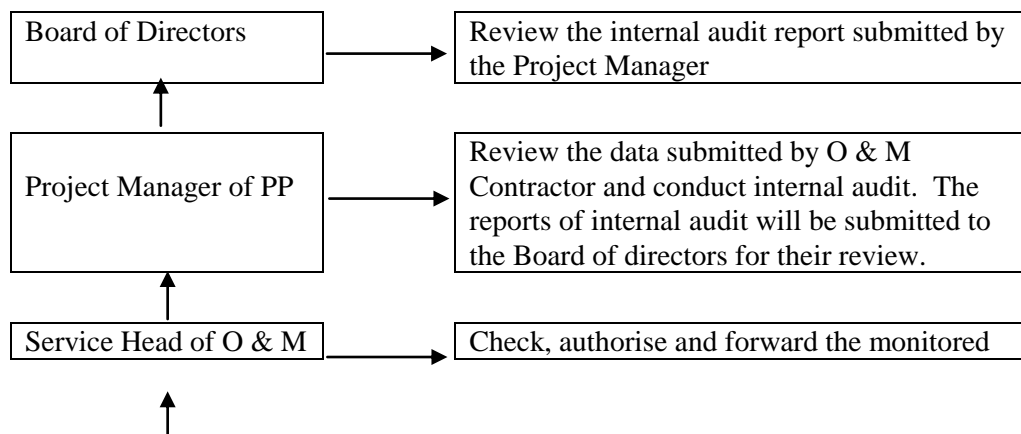 Board of Directors
Review the internal audit report submitted by
the Project Manager
Project Manager of PP
Review the data submitted by O & M
Contractor and conduct internal audit.  The
reports of internal audit will be submitted to
the Board of directors for their review.
Service Head of O & M
Check, authorise and forward the monitored